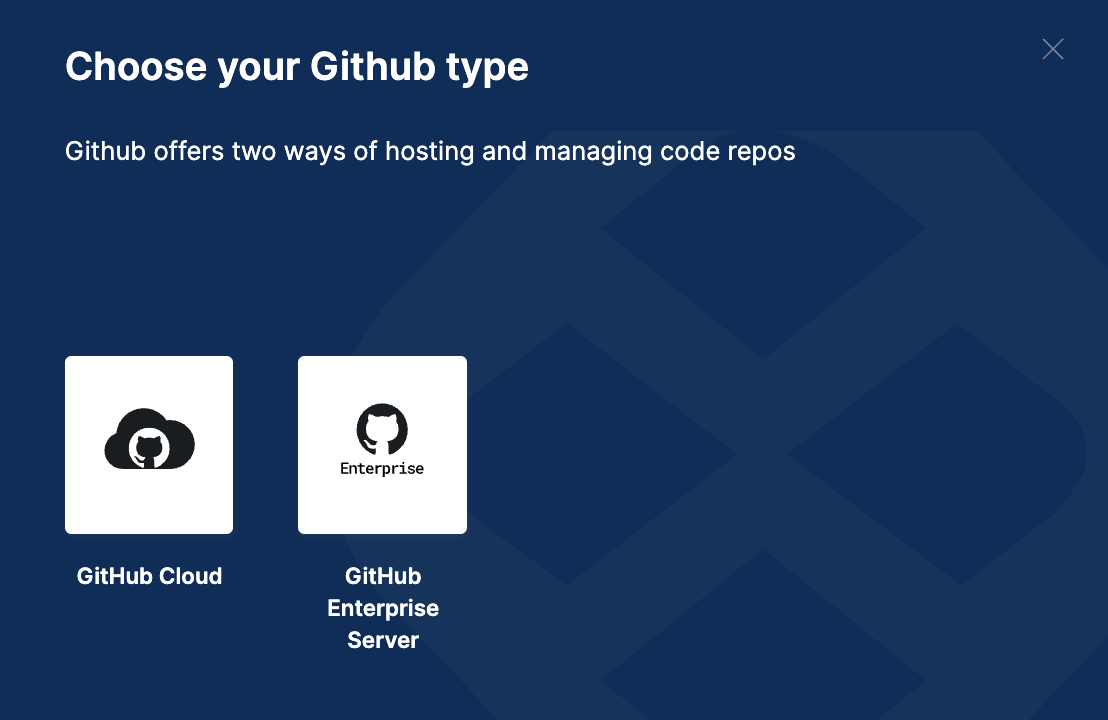 Choose your Github type
Github offers two ways of hosting and managing code repos
Enterprise
GitHub Cloud
GitHub
Enterprise
Server